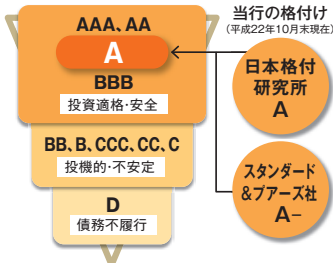 AAA、AA
A
BBB
投資適格・安全
BB、B、CCC、CC、C
投機的・不安定
D
債務不履行
当行の格付け
(平成22年10月末現在)
日本格付
研究所
A
スタンダード
&プアーズ社
A−